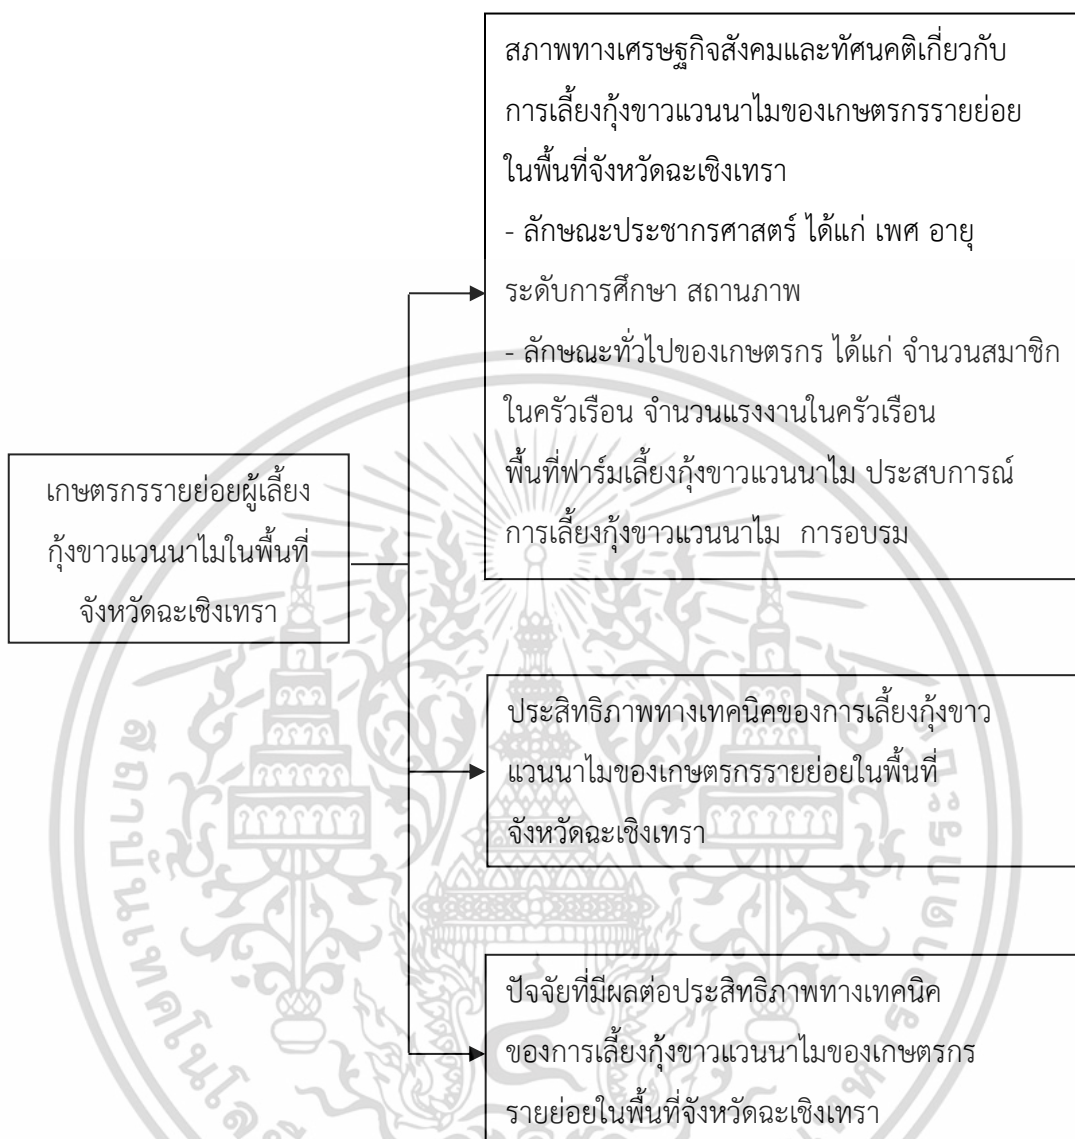 สภาพทางเศรษฐกิจสังคมและทัศนคติเกี่ยวกับ
การเลี้ยงกุ้งขาวแวนนาไมของเกษตรกรรายย่อย
ในพื้นที่จังหวัดฉะเชิงเทรา
- ลักษณะประชากรศาสตร์ ได้แก่ เพศ อายุ
ระดับการศึกษา สถานภาพ
- ลักษณะทั่วไปของเกษตรกร ได้แก่ จำนวนสมาชิก
ในครัวเรือน จำนวนแรงงานในครัวเรือน
พื้นที่ฟาร์มเลี้ยงกุ้งขาวแวนนาไม ประสบการณ์
การเลี้ยงกุ้งขาวแวนนาไม การอบรม
เกษตรกรรายย่อยผู้เลี้ยง
กุ้งขาวแวนนาไมในพื้นที่
จังหวัดฉะเชิงเทรา
ประสิทธิภาพทางเทคนิคของการเลี้ยงกุ้งขาว
แวนนาไมของเกษตรกรรายย่อยในพื้นที่
จังหวัดฉะเชิงเทรา
ปัจจัยที่มีผลต่อประสิทธิภาพทางเทคนิค
ของการเลี้ยงกุ้งขาวแวนนาไมของเกษตรกร
รายย่อยในพื้นที่จังหวัดฉะเชิงเทรา